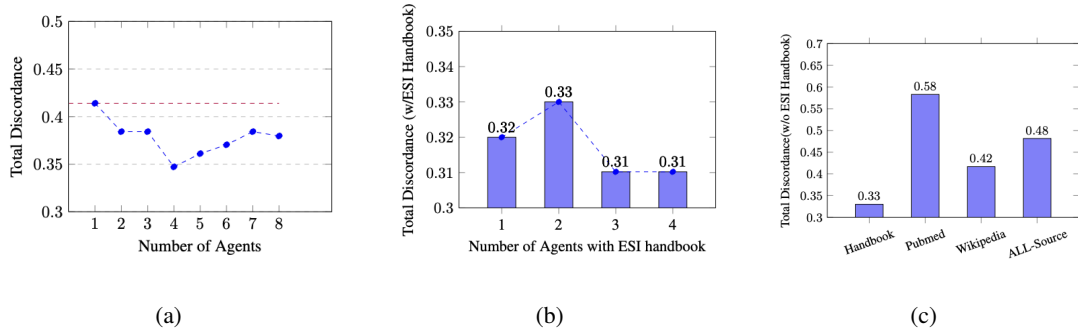 0.5
0.45
0.4
0.35
0.3
Total Discordance
1 2 3 4 5 6 7 8
Number of Agents
(a)
0.35
0.34
0.33
0.32
0.31
0.3
Total Discordance (w/ESI Handbook)
0.32
0.33
0.31
0.31
1 2 3 4
Number of Agents with ESI handbook
(b)
0.7
0.65
0.6
0.55
0.5
0.45
0.4
0.35
0.3
Total Discordance(w/o ESI Handbook)
0.33
0.58
0.42
0.48
Handbook Pubmed Wikipedia ALL-Source
(c)